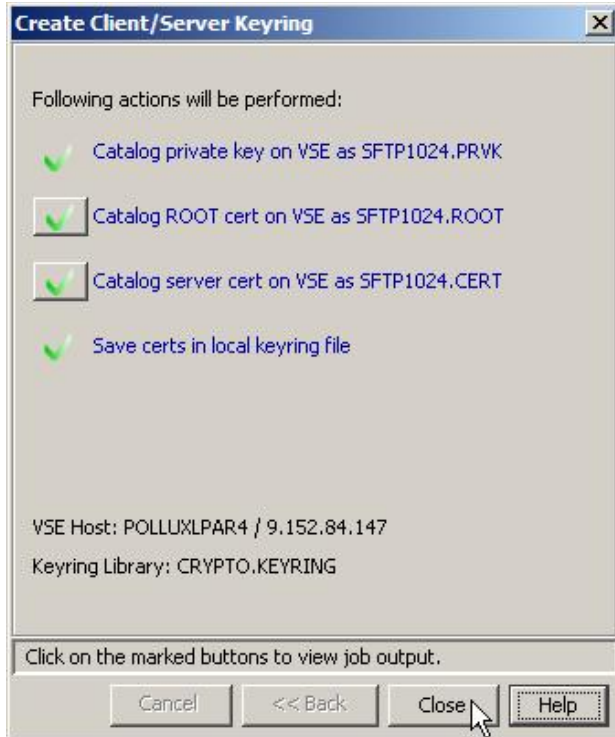 Create Client/Server Keyring
Following actions will be performed:
Catalog private key on VSE as SFTP1024.PRVK
Catalog ROOT cert on VSE as SFTP1024.ROOT
Catalog server cert on VSE as SFTP1024.CERT
Save certs in local keyring file
VSE Host: POLLUXLPAR4 / 9.152.84.147
Keyring Library: CRYPTO.KEYRING
Click on the marked buttons to view job output.
Cancel << Back Close Help